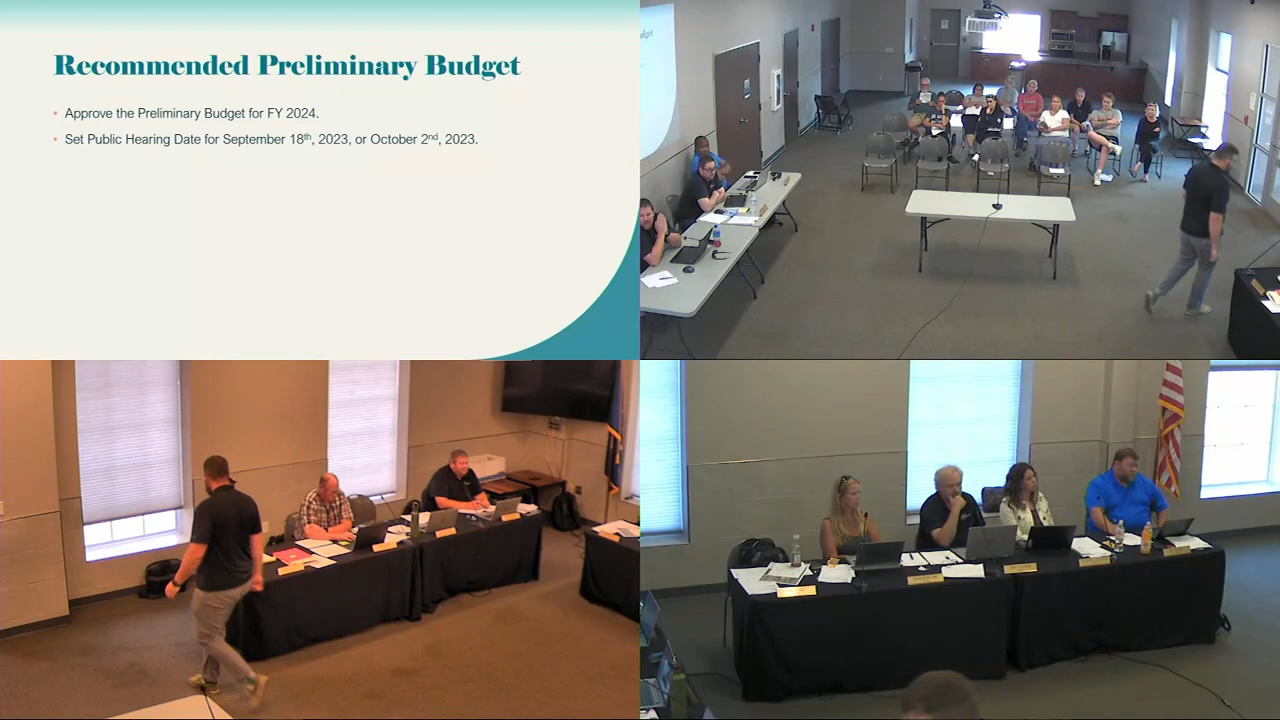 Recommended Preliminary Budget
• Approve the Preliminary Budget for FY 2024.
• Set Public Hearing Date for September 18th, 2023, or October 2nd, 2023.